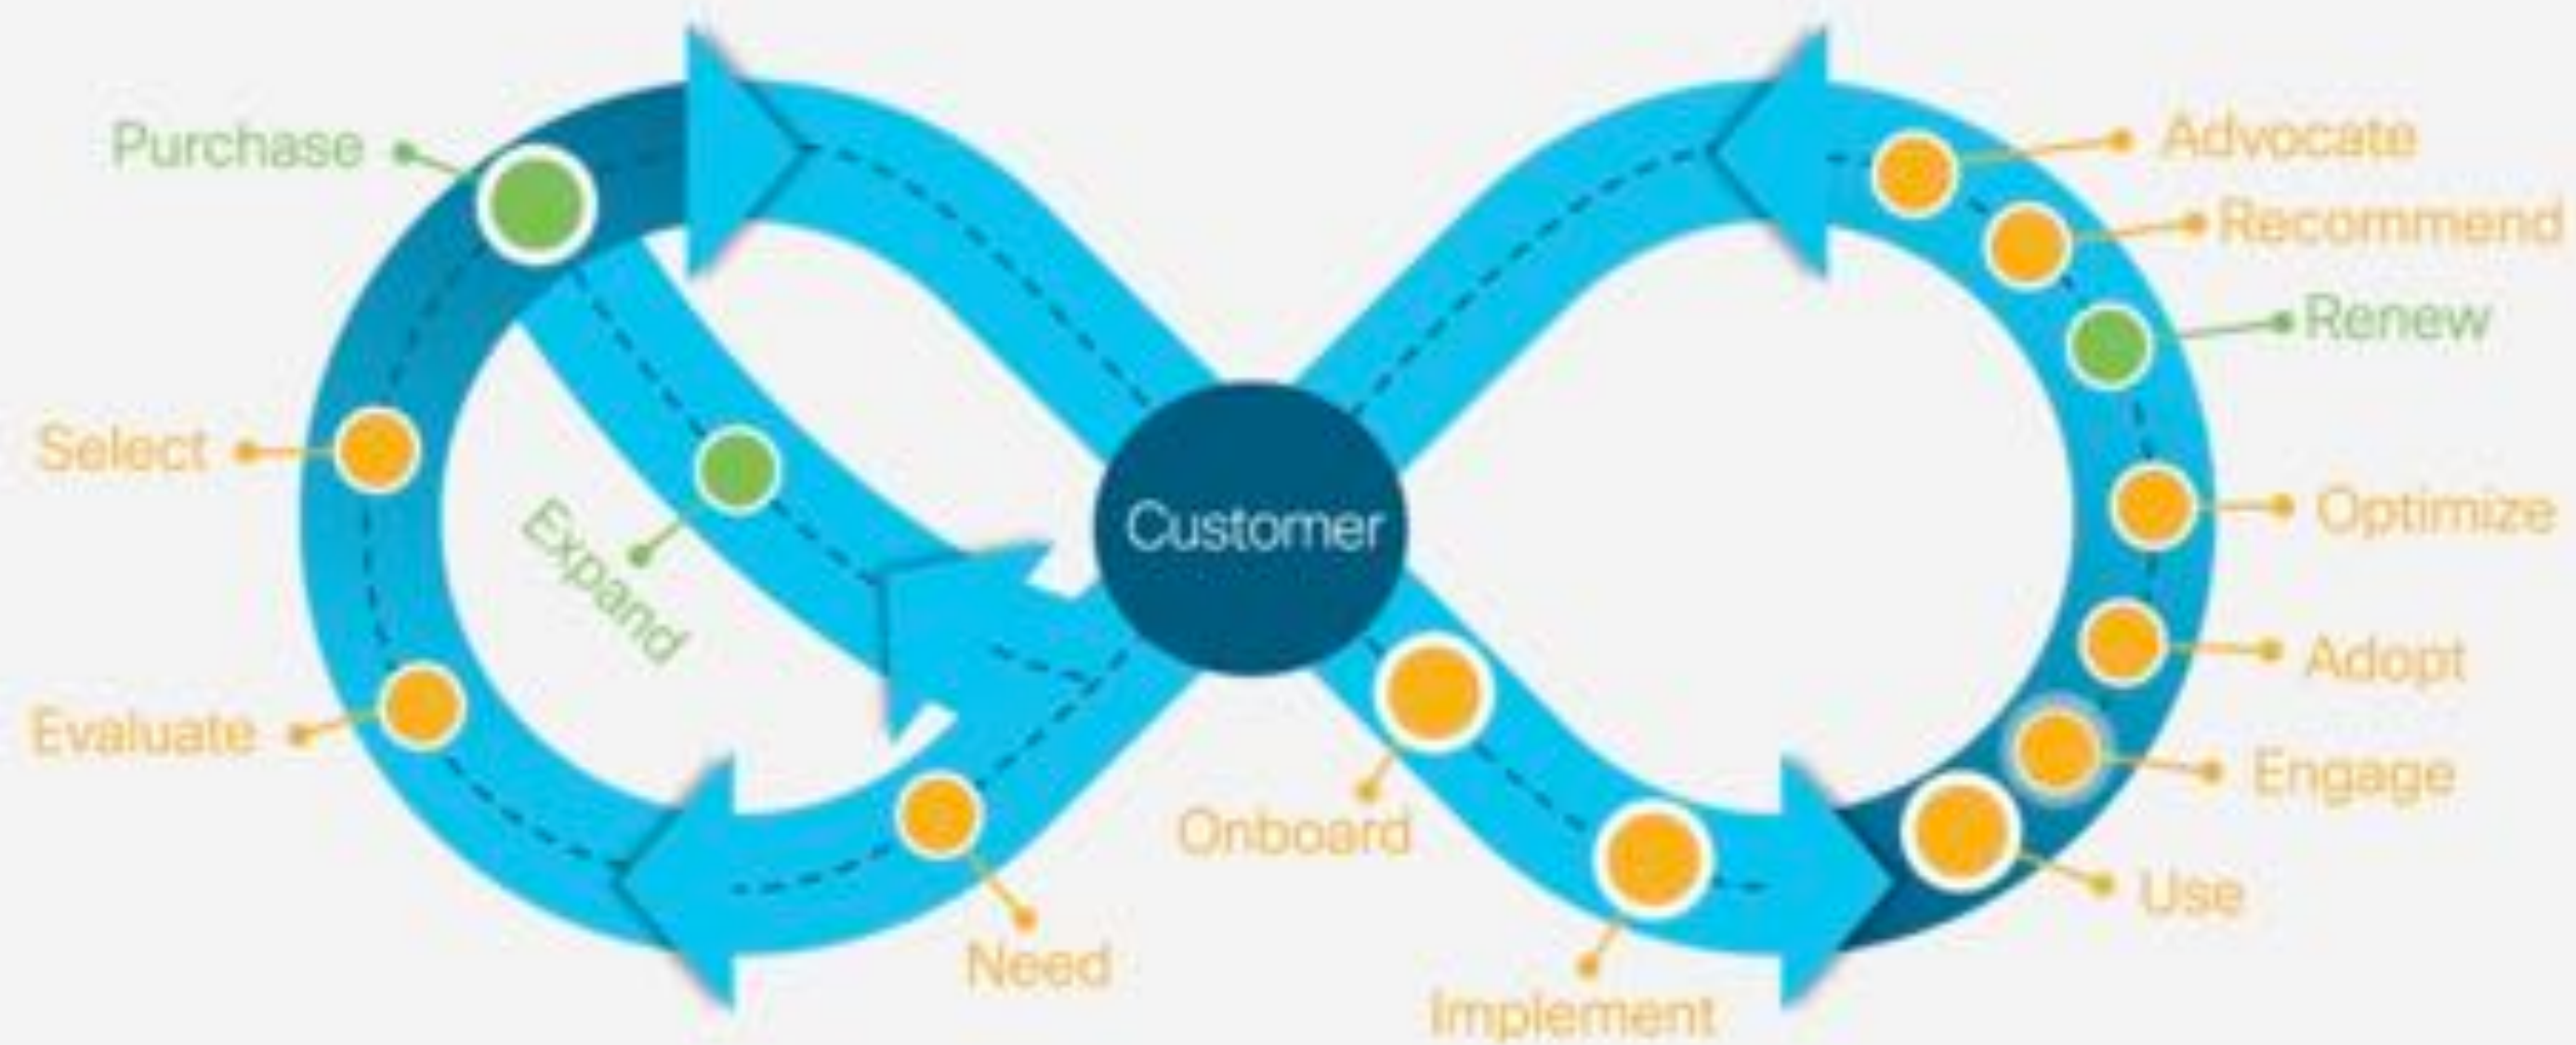 Purchase
Advocate
Recommend
Renew
Select
Expand
Customer
Optimize
Adopt
Evaluate
Engage
Onboard
Use
Need
Implement